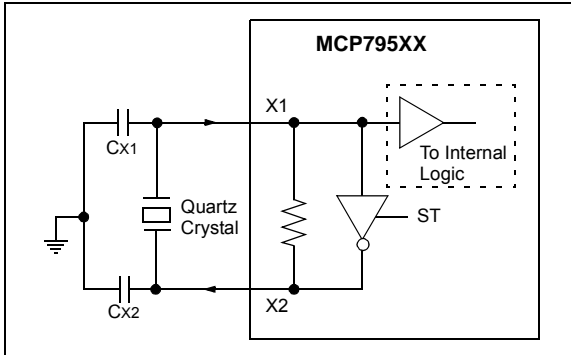 MCP795XX
X1
CX1
To Internal
Logic
Quartz
Crystal
ST
X2
CX2